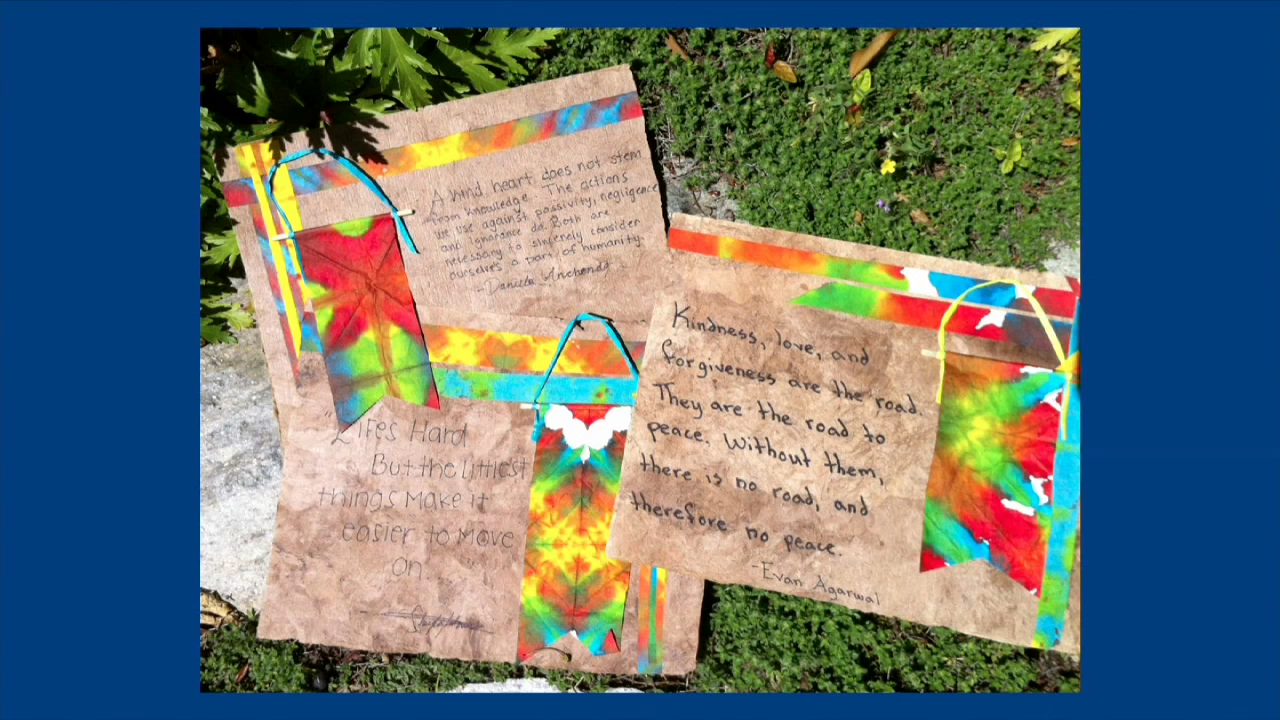 A kind heart does not stem
from knowledge. The actions
we use against passivity, negligence
and ignorance do. Both are
necessary to sincerely consider
ourselves a part of humanity.
"Lifes Hard
But the littlest
things Make it
easier to Move
on.
Kindness, love, and
forgiveness are the road.
They are the road to
peace. Without them,
there is no road, and
therefore no peace.
-Evan Agarwal